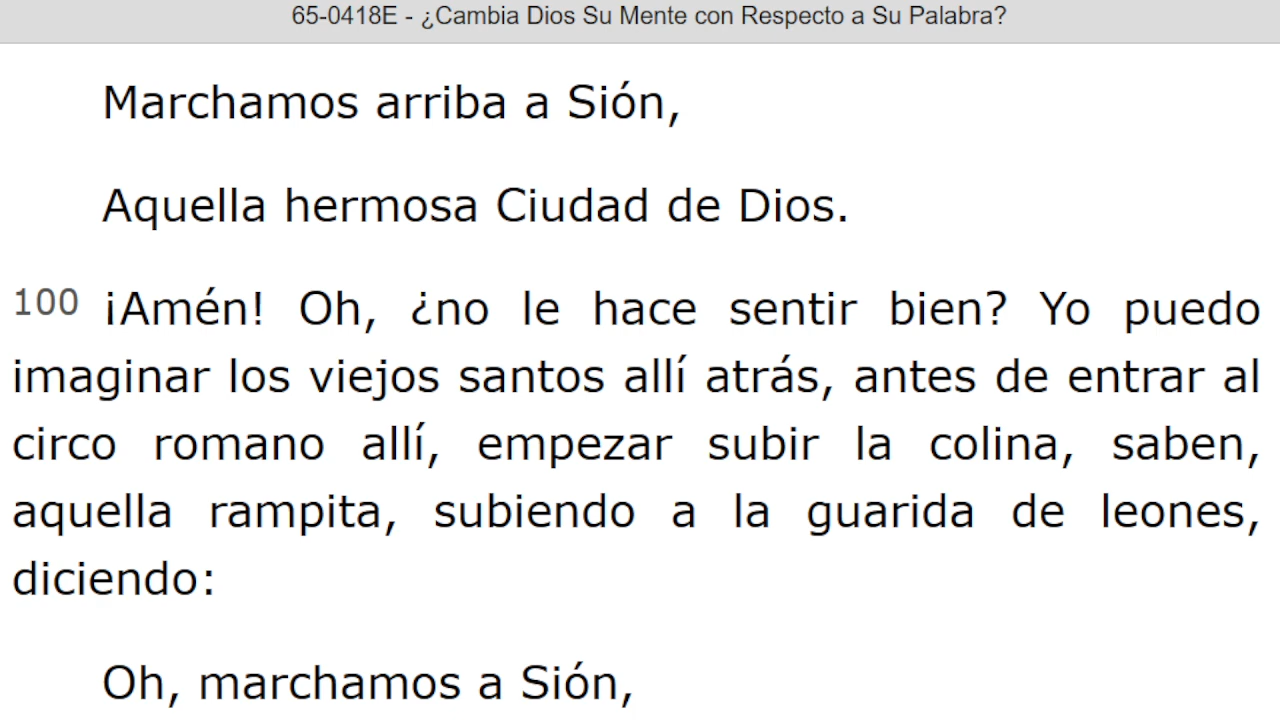 65-0418E - ¿Cambia Dios Su Mente con Respecto a Su Palabra?
Marchamos arriba a Sión,
Aquella hermosa Ciudad de Dios.
100 ¡Amén! Oh, ¿no le hace sentir bien? Yo puedo
imaginar los viejos santos allí atrás, antes de entrar al
circo romano allí, empezar subir la colina, saben,
aquella rampita, subiendo a la guarida de leones,
diciendo:
Oh, marchamos a Sión,